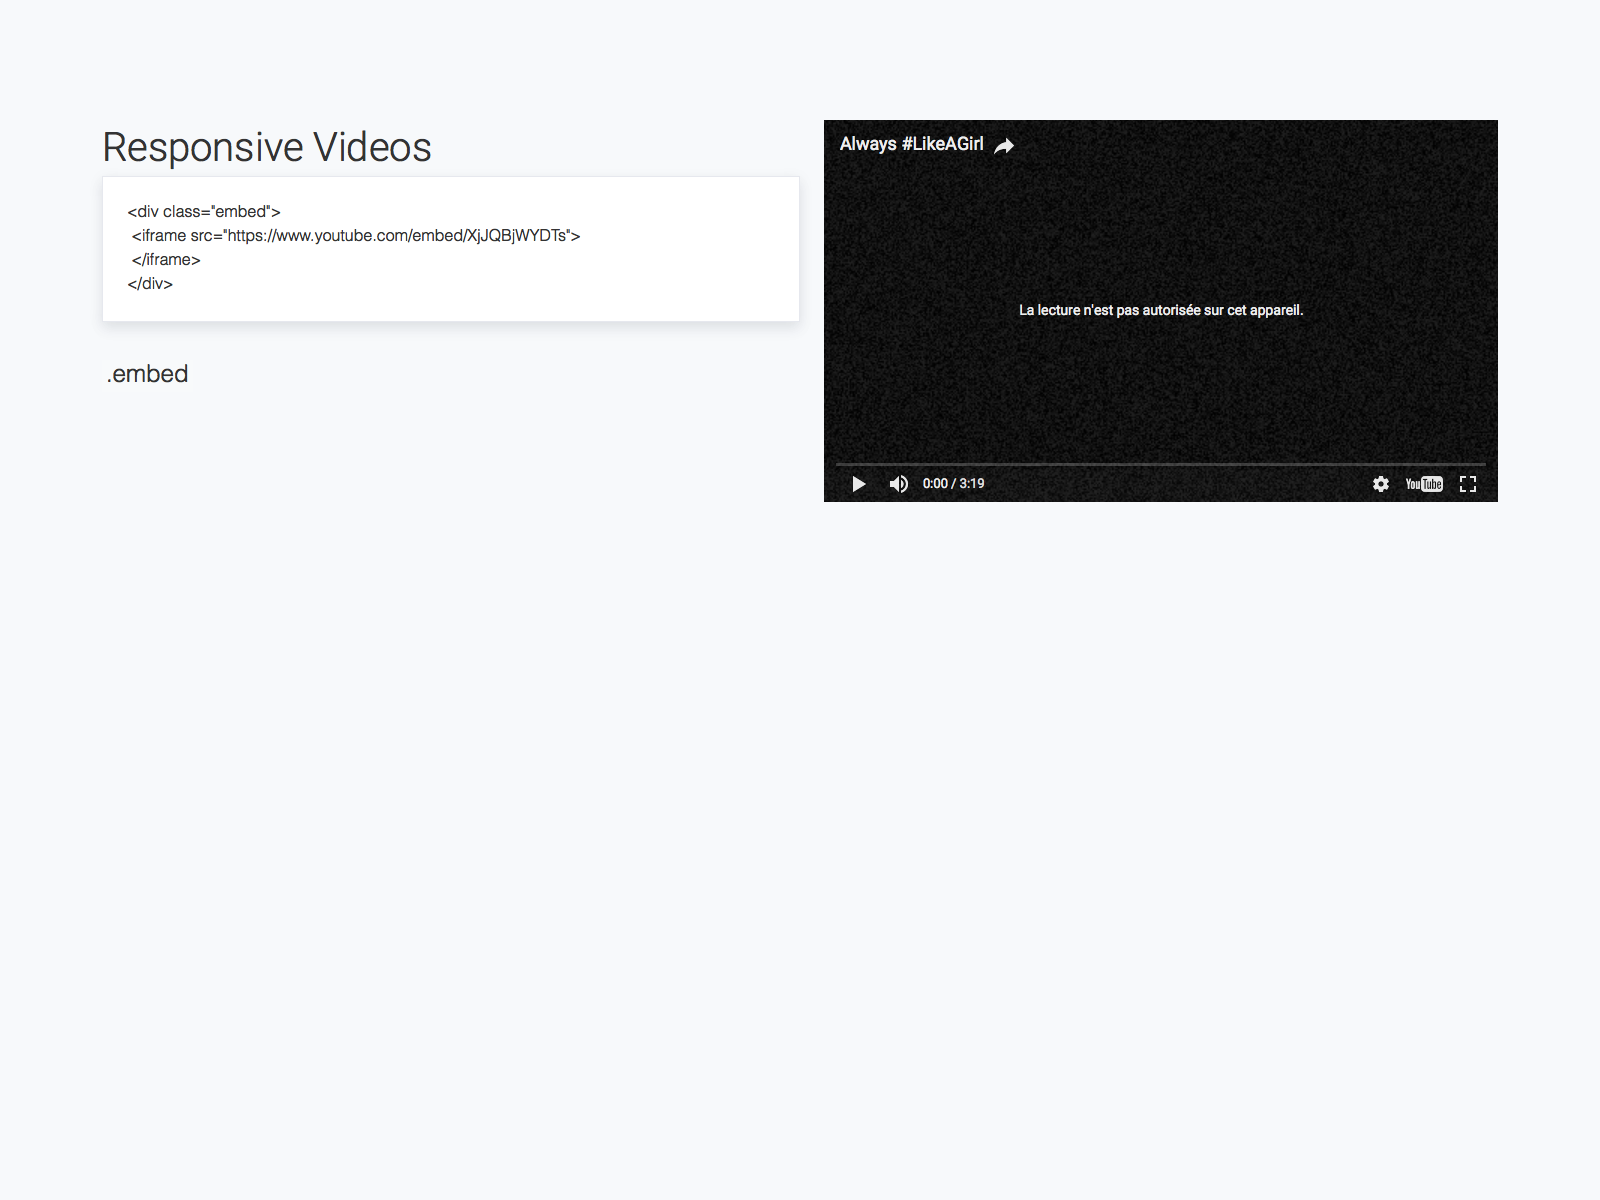 Responsive Videos
<div class="embed">
<iframe src="https://www.youtube.com/embed/XjJQBjWYDTs">
</iframe>
</div>
.embed
Always #LikeAGirl
La lecture n'est pas autorisée sur cet appareil.
0:00 / 3:19
YouTube